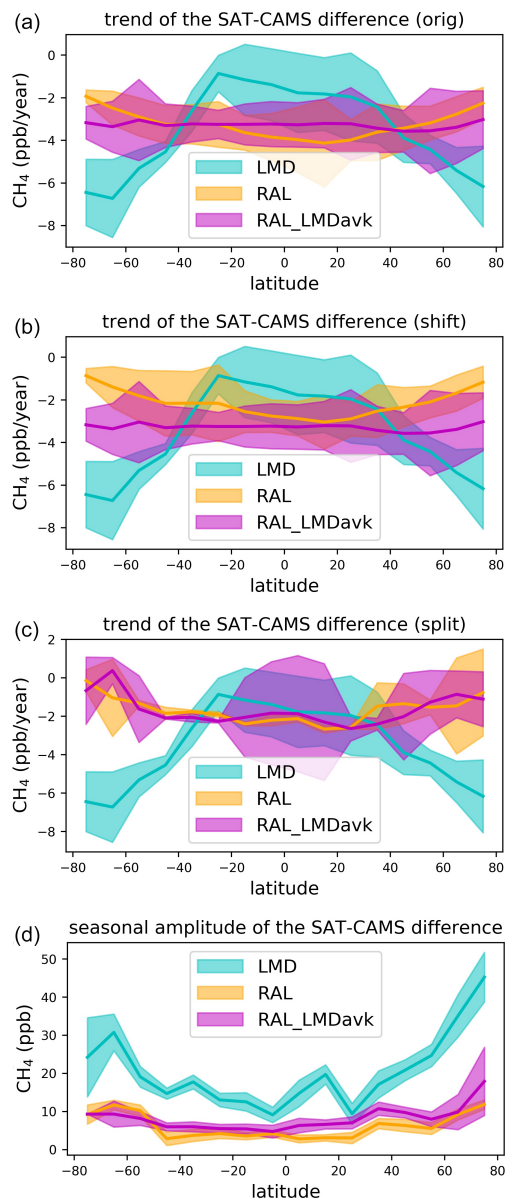 (a) trend of the SAT-CAMS difference (orig)
0
−2
−4
−6
−8
CH₄ (ppb/year)
LMD
RAL
RAL_LMDavk
−80 −60 −40 −20 0 20 40 60 80
latitude
(b) trend of the SAT-CAMS difference (shift)
0
−2
−4
−6
−8
CH₄ (ppb/year)
LMD
RAL
RAL_LMDavk
−80 −60 −40 −20 0 20 40 60 80
latitude
(c) trend of the SAT-CAMS difference (split)
2
0
−2
−4
−6
−8
CH₄ (ppb/year)
LMD
RAL
RAL_LMDavk
−80 −60 −40 −20 0 20 40 60 80
latitude
(d) seasonal amplitude of the SAT-CAMS difference
50
40
30
20
10
0
CH₄ (ppb)
LMD
RAL
RAL_LMDavk
−80 −60 −40 −20 0 20 40 60 80
latitude